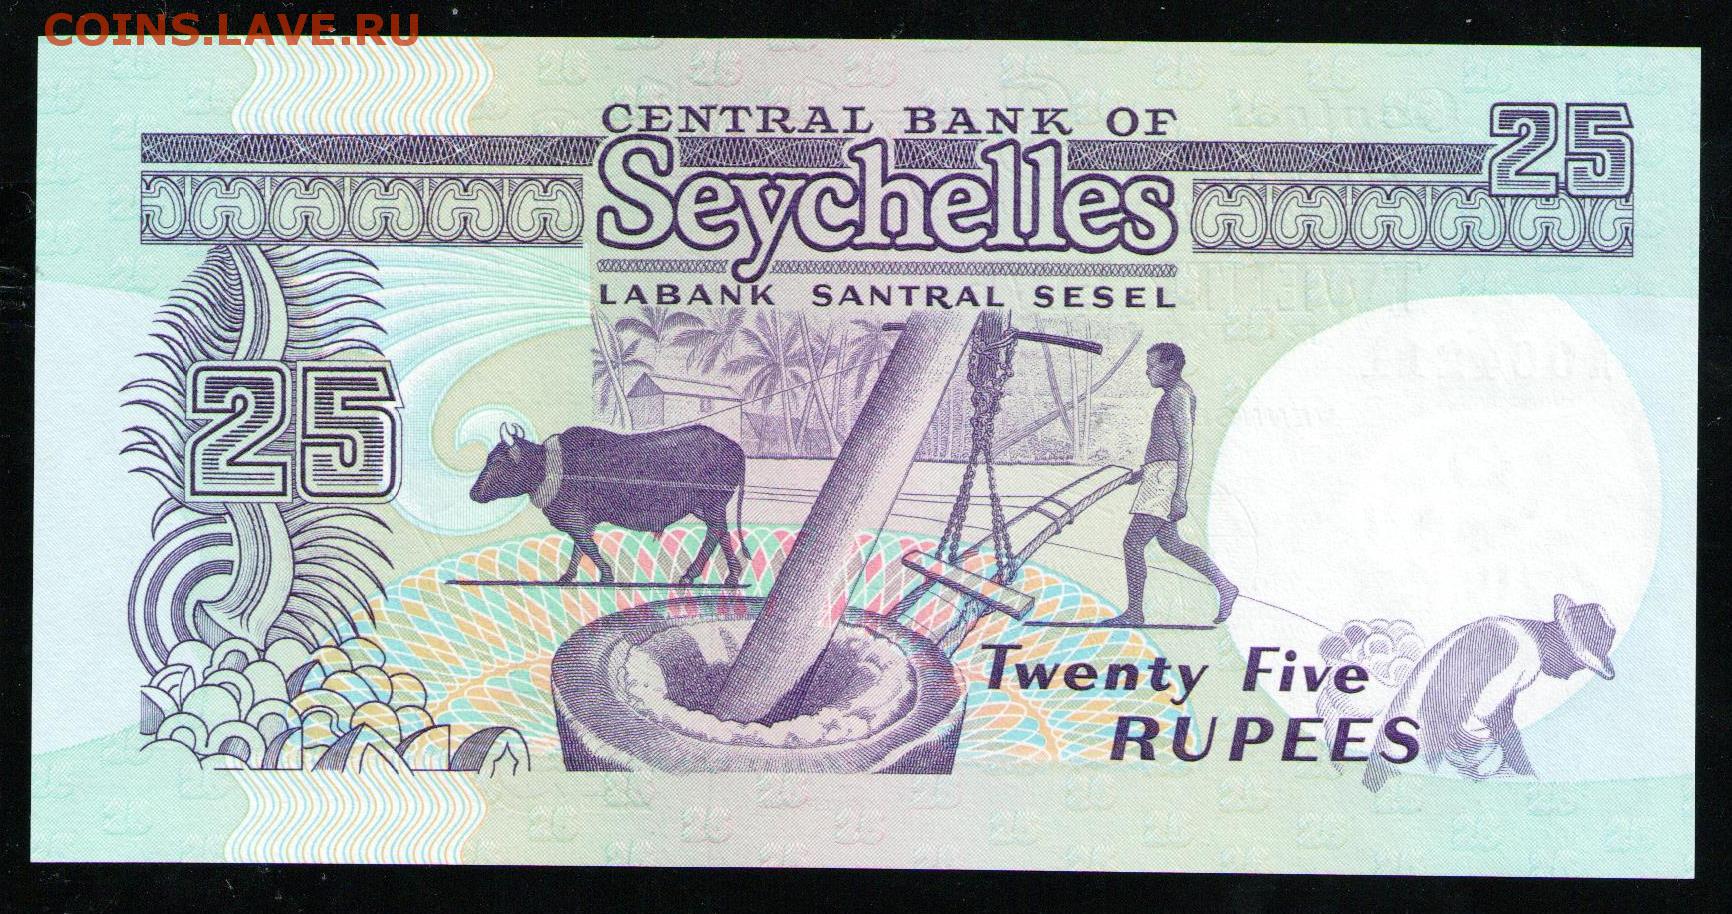 COINS.LAVE.RU
CENTRAL BANK OF
25
Seychelles
LABANK SANTRAL SESEL
25
Twenty Five
RUPEES